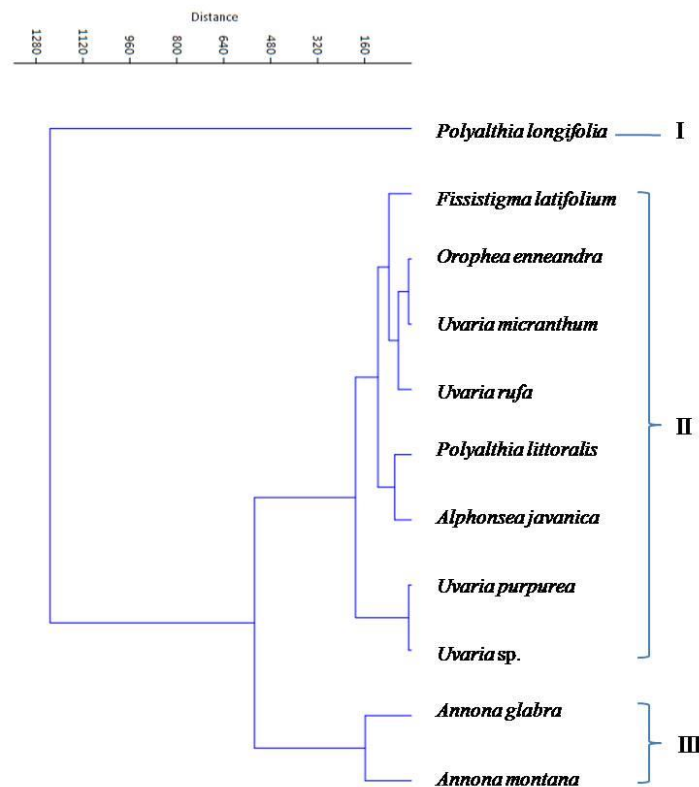 Distance
1280 1120 960 800 640 480 320 160
Polyalthia longifolia I
Fissistigma latifolium
Orophea enneandra
Uvaria micranthum
Uvaria rufa
II
Polyalthia littoralis
Alphonsea javanica
Uvaria purpurea
Uvaria sp.
Annona glabra
III
Annona montana